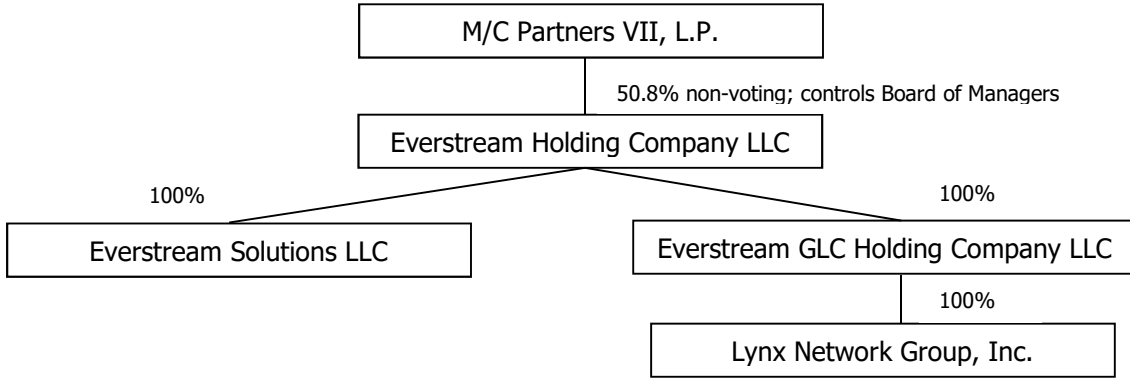 M/C Partners VII, L.P.
50.8% non-voting; controls Board of Managers
Everstream Holding Company LLC
100%
100%
Everstream Solutions LLC
Everstream GLC Holding Company LLC
100%
Lynx Network Group, Inc.